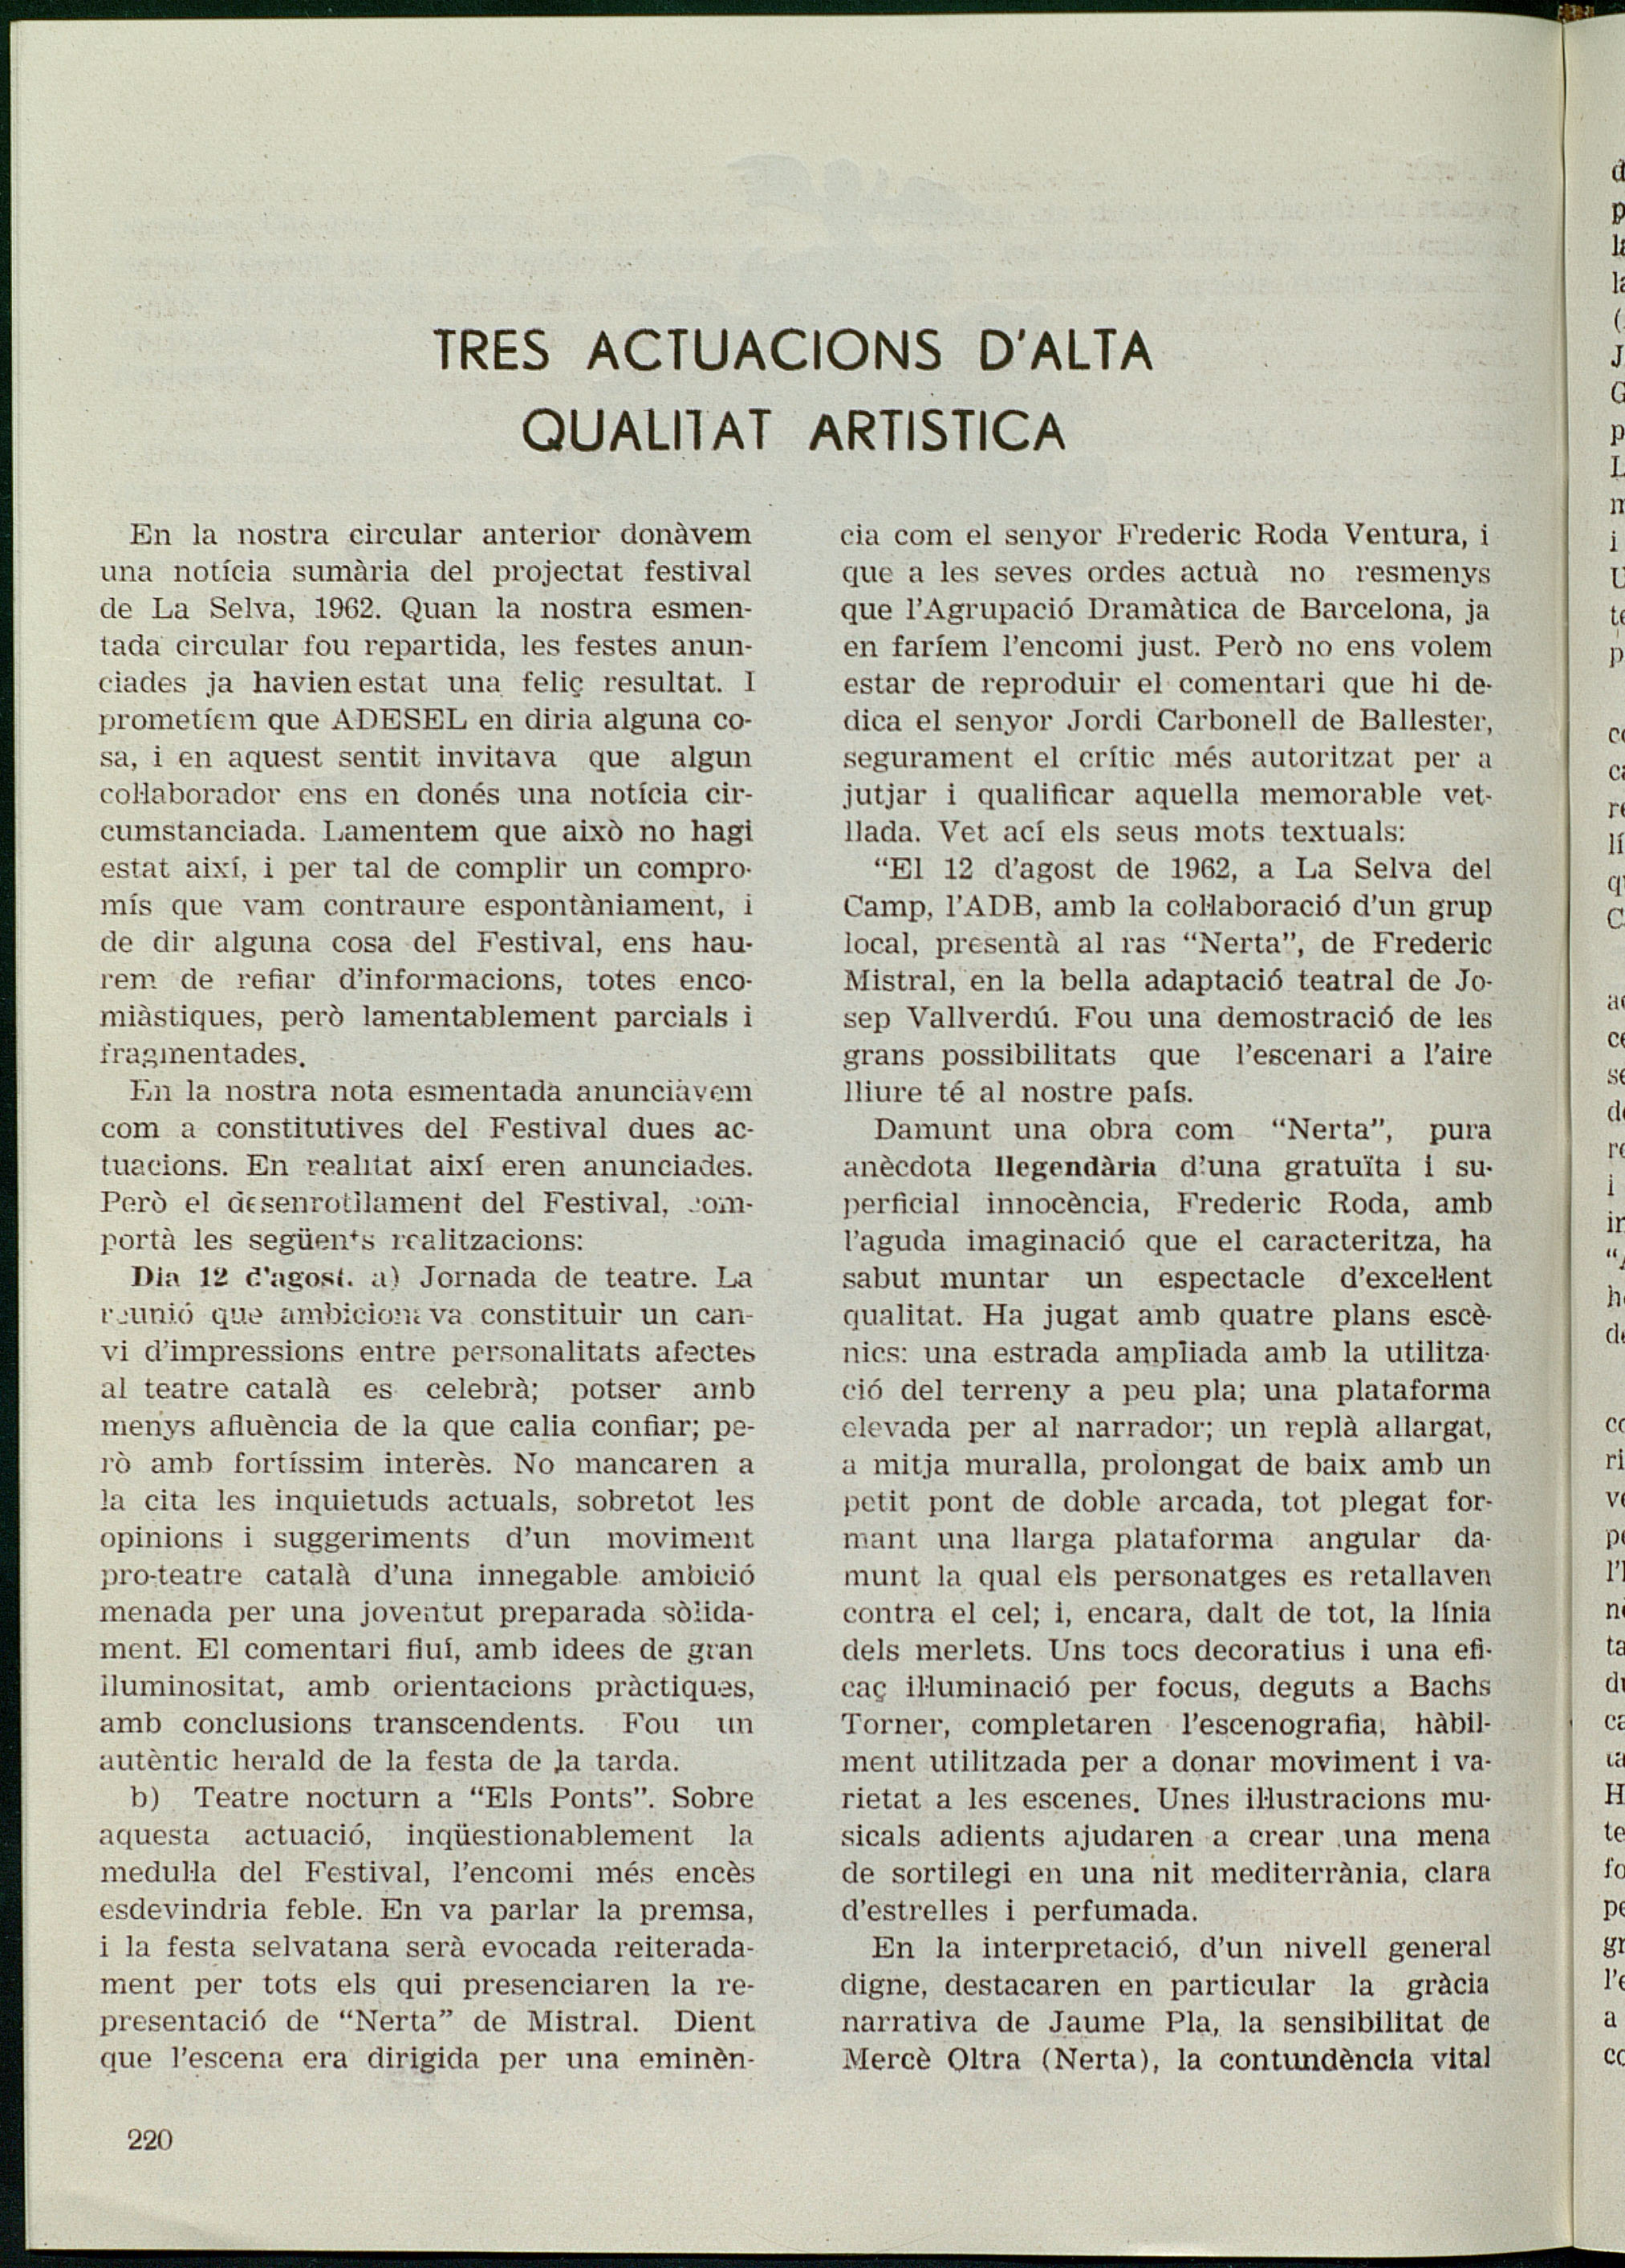 TRES ACTUACIONS D'ALTA
QUALITAT ARTISTICA
En la nostra circular anterior donàvem
una notícia sumària del projectat festival
de La Selva, 1962. Quan la nostra esmen-
tada circular fou repartida, les festes anun-
ciades ja havien estat una feliç resultat. I
prometíem que ADESEL en diria alguna co-
sa, i en aquest sentit invitava que algun
col·laborador ens en donés una notícia cir-
cumstanciada. Lamentem que això no hagi
estat així, i per tal de complir un compro-
mís que vam contraure espontàniament, i
de dir alguna cosa del Festival, ens hau-
rem de refiar d'informacions, totes enco-
miàstiques, però lamentablement parcials i
fragmentades.
En la nostra nota esmentada anunciàvem
com a constitutives del Festival dues ac-
tuacions. En realitat així eren anunciades.
Però el desenrotllament del Festival, com-
portà les següents realitzacions:
Dia 12 d'agost. a) Jornada de teatre. La
reunió que ambicionava constituir un can-
vi d'impressions entre personalitats afectes
al teatre català es celebrà; potser amb
menys afluència de la que calia confiar; pe-
rò amb fortíssim interès. No mancaren a
la cita les inquietuds actuals, sobretot les
opinions i suggeriments d'un moviment
pro-teatre català d'una innegable ambició
menada per una joventut preparada sòlida-
ment. El comentari fluí, amb idees de gran
lluminositat, amb orientacions pràctiques,
amb conclusions transcendents. Fou un
autèntic herald de la festa de la tarda.
b) Teatre nocturn a "Els Ponts". Sobre
aquesta actuació, inqüestionablement la
medul·la del Festival, l'encomi més encès
esdevindria feble. En va parlar la premsa,
i la festa selvatana serà evocada reiterada-
ment per tots els qui presenciaren la re-
presentació de "Nerta" de Mistral. Dient
que l'escena era dirigida per una eminèn-
cia com el senyor Frederic Roda Ventura, i
que a les seves ordes actuà no resmenys
que l'Agrupació Dramàtica de Barcelona, ja
en faríem l'encomi just. Però no ens volem
estar de reproduir el comentari que hi de-
dica el senyor Jordi Carbonell de Ballester,
segurament el crític més autoritzat per a
jutjar i qualificar aquella memorable vet-
llada. Vet ací els seus mots textuals:
"El 12 d'agost de 1962, a La Selva del
Camp, l'ADB, amb la col·laboració d'un grup
local, presentà al ras "Nerta", de Frederic
Mistral, en la bella adaptació teatral de Jo-
sep Vallverdú. Fou una demostració de les
grans possibilitats que l'escenari a l'aire
lliure té al nostre país.
Damunt una obra com "Nerta", pura
anècdota llegendària d'una gratuïta i su-
perficial innocència, Frederic Roda, amb
l'aguda imaginació que el caracteritza, ha
sabut muntar un espectacle d'excel·lent
qualitat. Ha jugat amb quatre plans escè-
nics: una estrada ampliada amb la utilitza-
ció del terreny a peu pla; una plataforma
elevada per al narrador; un replà allargat,
a mitja muralla, prolongat de baix amb un
petit pont de doble arcada, tot plegat for-
mant una llarga plataforma angular da-
munt la qual els personatges es retallaven
contra el cel; i, encara, dalt de tot, la línia
dels merlets. Uns tocs decoratius i una efi-
caç il·luminació per focus, deguts a Bachs
Torner, completaren l'escenografia, hàbil-
ment utilitzada per a donar moviment i va-
rietat a les escenes. Unes il·lustracions mu-
sicals adients ajudaren a crear una mena
de sortilegi en una nit mediterrània, clara
d'estrelles i perfumada.
En la interpretació, d'un nivell general
digne, destacaren en particular la gràcia
narrativa de Jaume Pla, la sensibilitat de
Mercè Oltra (Nerta), la contundència vital
220